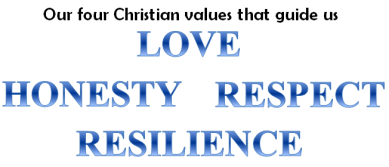 Our four Christian values that guide us
LOVE
HONESTY RESPECT
RESILIENCE